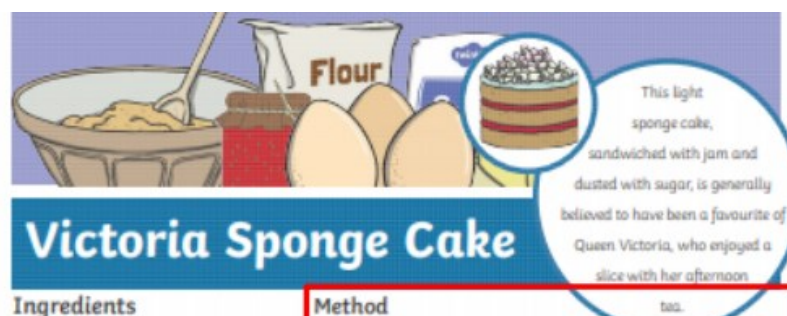 Flour
This light
sponge cake,
sandwiched with jam and
dusted with sugar, is generally
believed to have been a favourite of
Queen Victoria, who enjoyed a
slice with her afternoon
tea.
Victoria Sponge Cake
Ingredients
Method